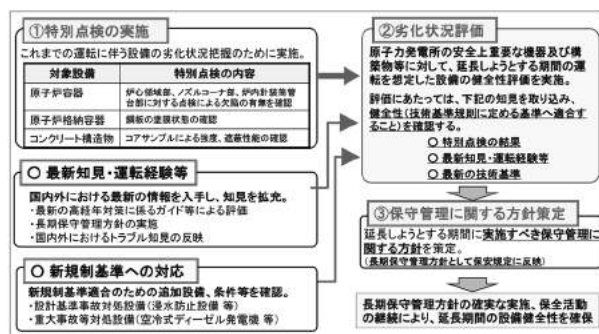 ①特別点検の実施
これまでの運転に伴う設備の劣化状況把握のために実施。
対象設備 特別点検の内容
原子炉容器 炉心領域部、ノズルコーナ部、炉内計装筒管台部に対する点検による欠陥の有無を確認
原子炉格納容器 鋼板の塗膜状態の確認
コンクリート構造物 コアサンプルによる強度、遮蔽性能の確認
○ 最新知見・運転経験等
国内外における最新の情報を入手し、知見を拡充。
・最新の高経年対策に係るガイド等による評価
・長期保守管理方針の実施
・国内外におけるトラブル知見の反映
○ 新規制基準への対応
新規制基準適合のための追加設備、条件等を確認。
・設計基準事故対処設備(浸水防止設備 等)
・重大事故等対処設備(空冷式ディーゼル発電機 等)
②劣化状況評価
原子力発電所の安全上重要な機器及び構
築物等に対して、延長しようとする期間の運
転を想定した設備の健全性評価を実施。
評価にあたっては、下記の知見を取り込み、
健全性(技術基準規則に定める基準へ適合す
ること)を確認する。
○ 特別点検の結果
○ 最新知見・運転経験等
○ 最新の技術基準
③保守管理に関する方針策定
延長しようとする期間に実施すべき保守管理に
関する方針を策定。
(長期保守管理方針として保安規定に反映)
長期保守管理方針の確実な実施、保全活動
の継続により、延長期間の設備健全性を確保